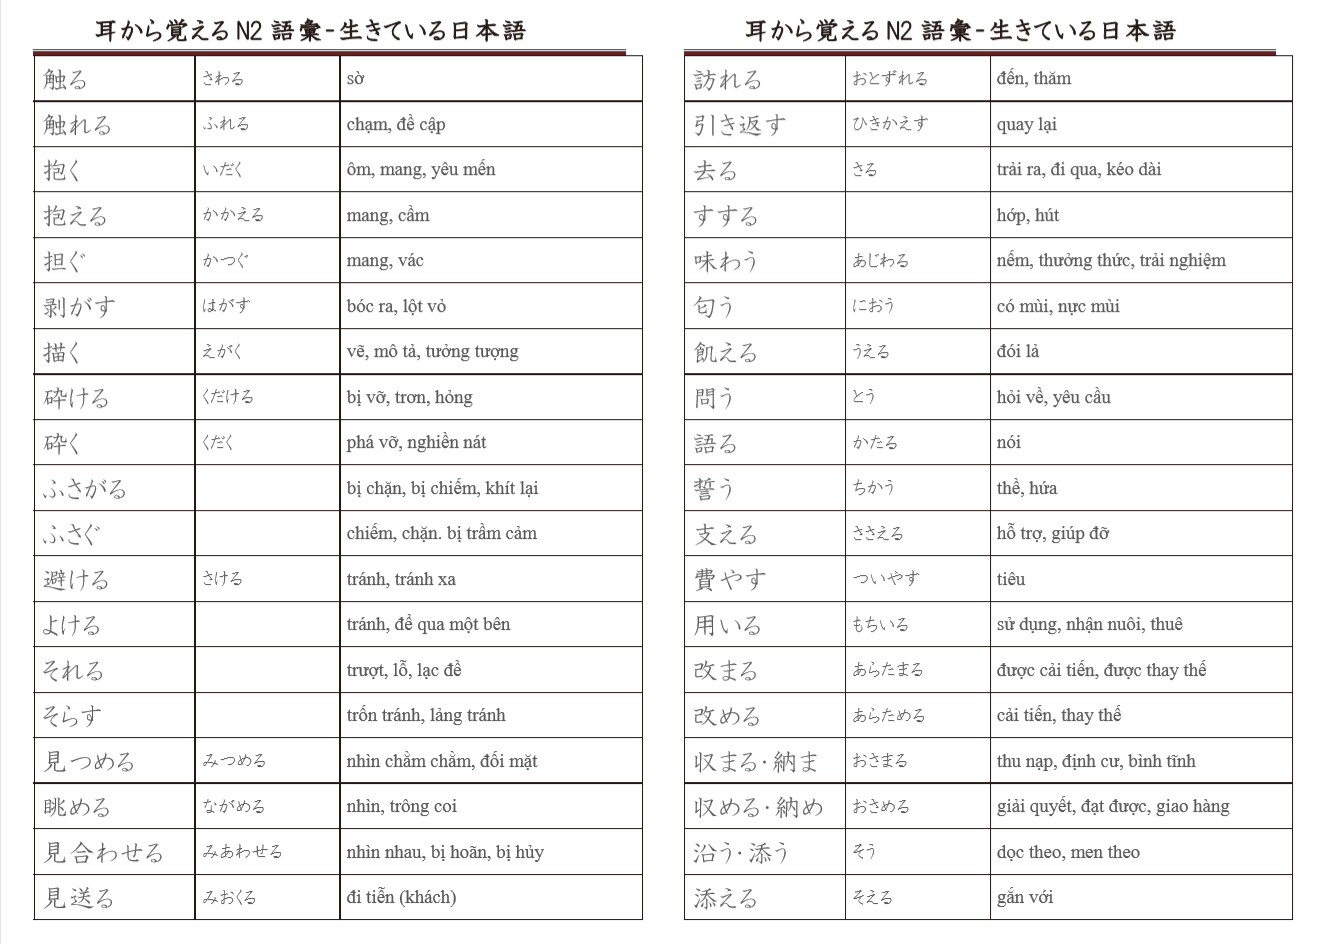 耳から覚えるN2語彙-生きている日本語
触る さわる sờ
触れる ふれる chạm, đề cập
抱く いだく ôm, mang, yêu mến
抱える かかえる mang, cầm
担ぐ かつぐ mang, vác
剥がす はがす bóc ra, lột vỏ
描く えがく vẽ, mô tả, tưởng tượng
砕ける くだける bị vỡ, trơn, hỏng
砕く くだく phá vỡ, nghiền nát
ふさがる bị chặn, bị chiếm, khít lại
ふさぐ chiếm, chặn. bị trầm cảm
避ける さける tránh, tránh xa
よける tránh, để qua một bên
それる trượt, lỗ, lạc đề
そらす trốn tránh, lảng tránh
見つめる みつめる nhìn chằm chằm, đối mặt
眺める ながめる nhìn, trông coi
見合わせる みあわせる nhìn nhau, bị hoãn, bị hủy
見送る みおくる đi tiễn (khách)
耳から覚えるN2語彙-生きている日本語
訪れる おとずれる đến, thăm
引き返す ひきかえす quay lại
去る さる trải ra, đi qua, kéo dài
すする hớp, hút
味わう あじわる nếm, thưởng thức, trải nghiệm
匂う におう có mùi, nực mùi
飢える うえる đói lả
問う とう hỏi về, yêu cầu
語る かたる nói
誓う ちかう thề, hứa
支える ささえる hỗ trợ, giúp đỡ
費やす ついやす tiêu
用いる もちいる sử dụng, nhận nuôi, thuê
改まる あらたまる được cải tiến, được thay thế
改める あらためる cải tiến, thay thế
収まる·納ま おさまる thu nạp, định cư, bình tĩnh
収める·納め おさめる giải quyết, đạt được, giao hàng
沿う·添う そう dọc theo, men theo
添える そえる gắn với